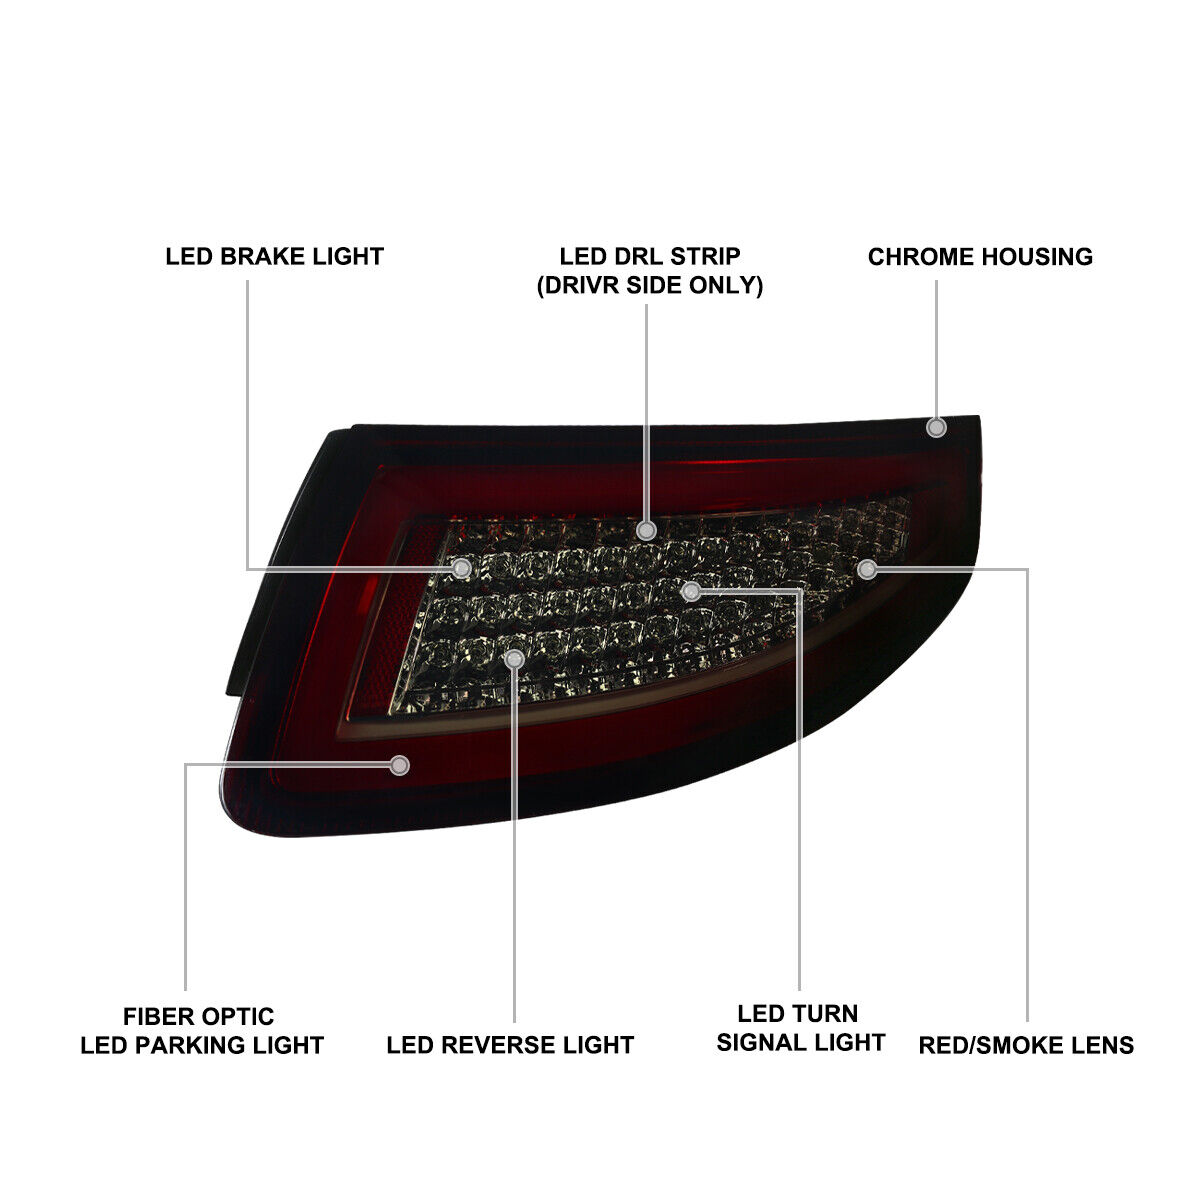 LED BRAKE LIGHT
LED DRL STRIP
(DRIVR SIDE ONLY)
CHROME HOUSING
FIBER OPTIC
LED PARKING LIGHT
LED REVERSE LIGHT
LED TURN
SIGNAL LIGHT
RED/SMOKE LENS